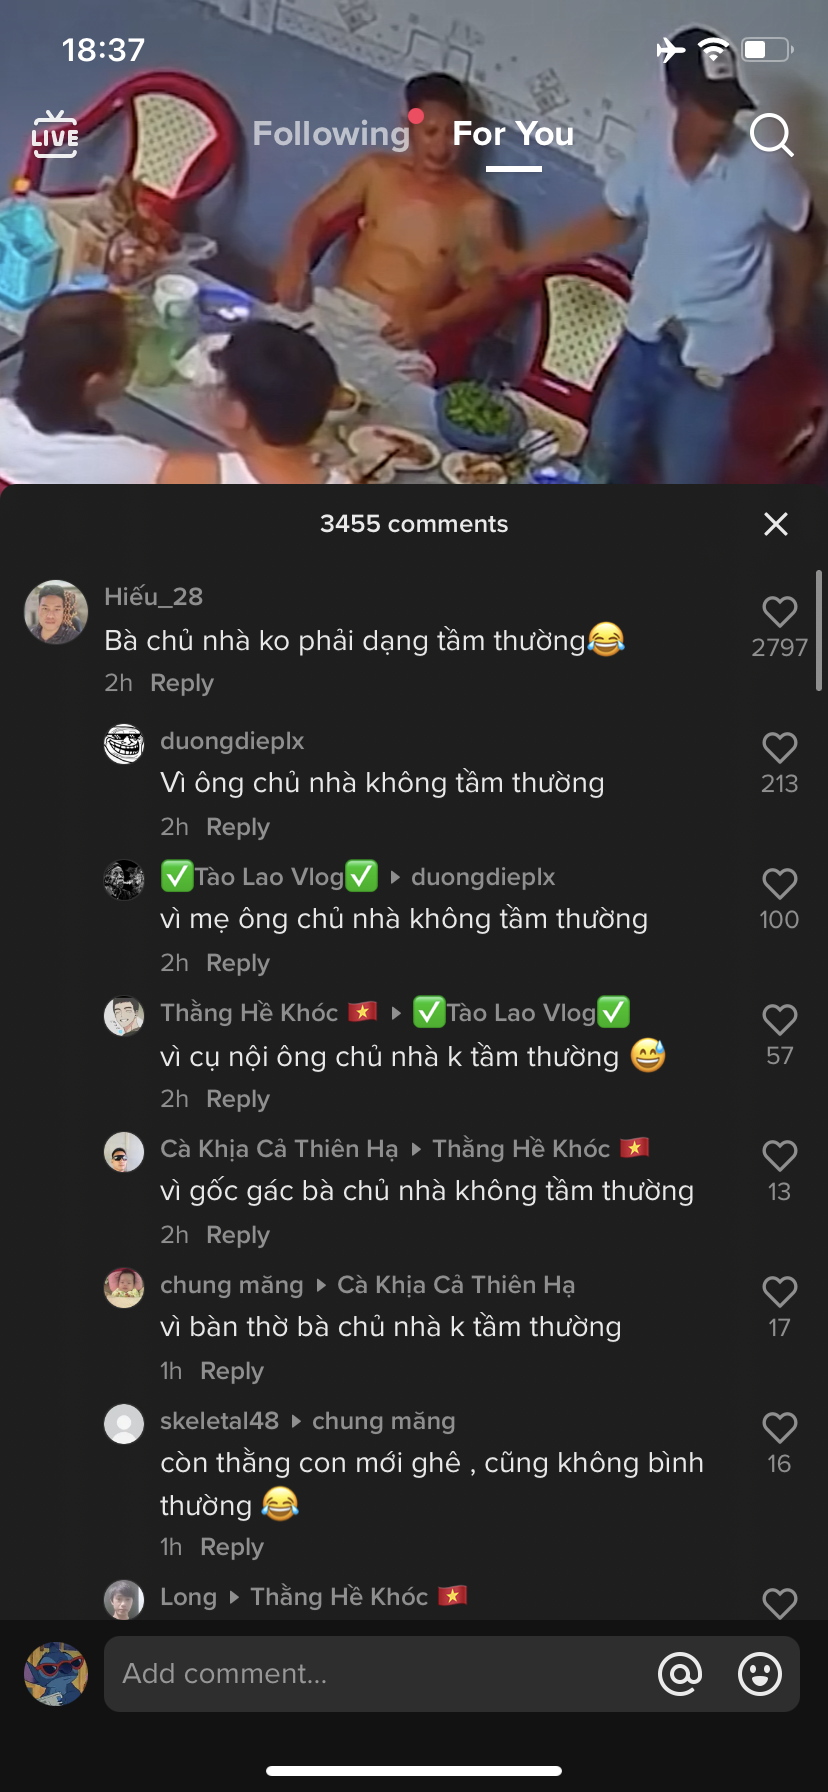 18:37
LIVE
Following For You
3455 comments
Hiếu_28
Bà chủ nhà ko phải dạng tầm thường😂
2797
2h Reply
duongdieplx
Vì ông chủ nhà không tầm thường
213
2h Reply
✅Tào Lao Vlog✅ ▸ duongdieplx
vì mẹ ông chủ nhà không tầm thường
100
2h Reply
Thằng Hề Khóc 🇻🇳 ▸ ✅Tào Lao Vlog✅
vì cụ nội ông chủ nhà k tầm thường 😅
57
2h Reply
Cà Khịa Cả Thiên Hạ ▸ Thằng Hề Khóc 🇻🇳
vì gốc gác bà chủ nhà không tầm thường
13
2h Reply
chung măng ▸ Cà Khịa Cả Thiên Hạ
vì bàn thờ bà chủ nhà k tầm thường
17
1h Reply
skeletal48 ▸ chung măng
còn thằng con mới ghê , cũng không bình
thường 😂
16
1h Reply
Long ▸ Thằng Hề Khóc 🇻🇳
Add comment...